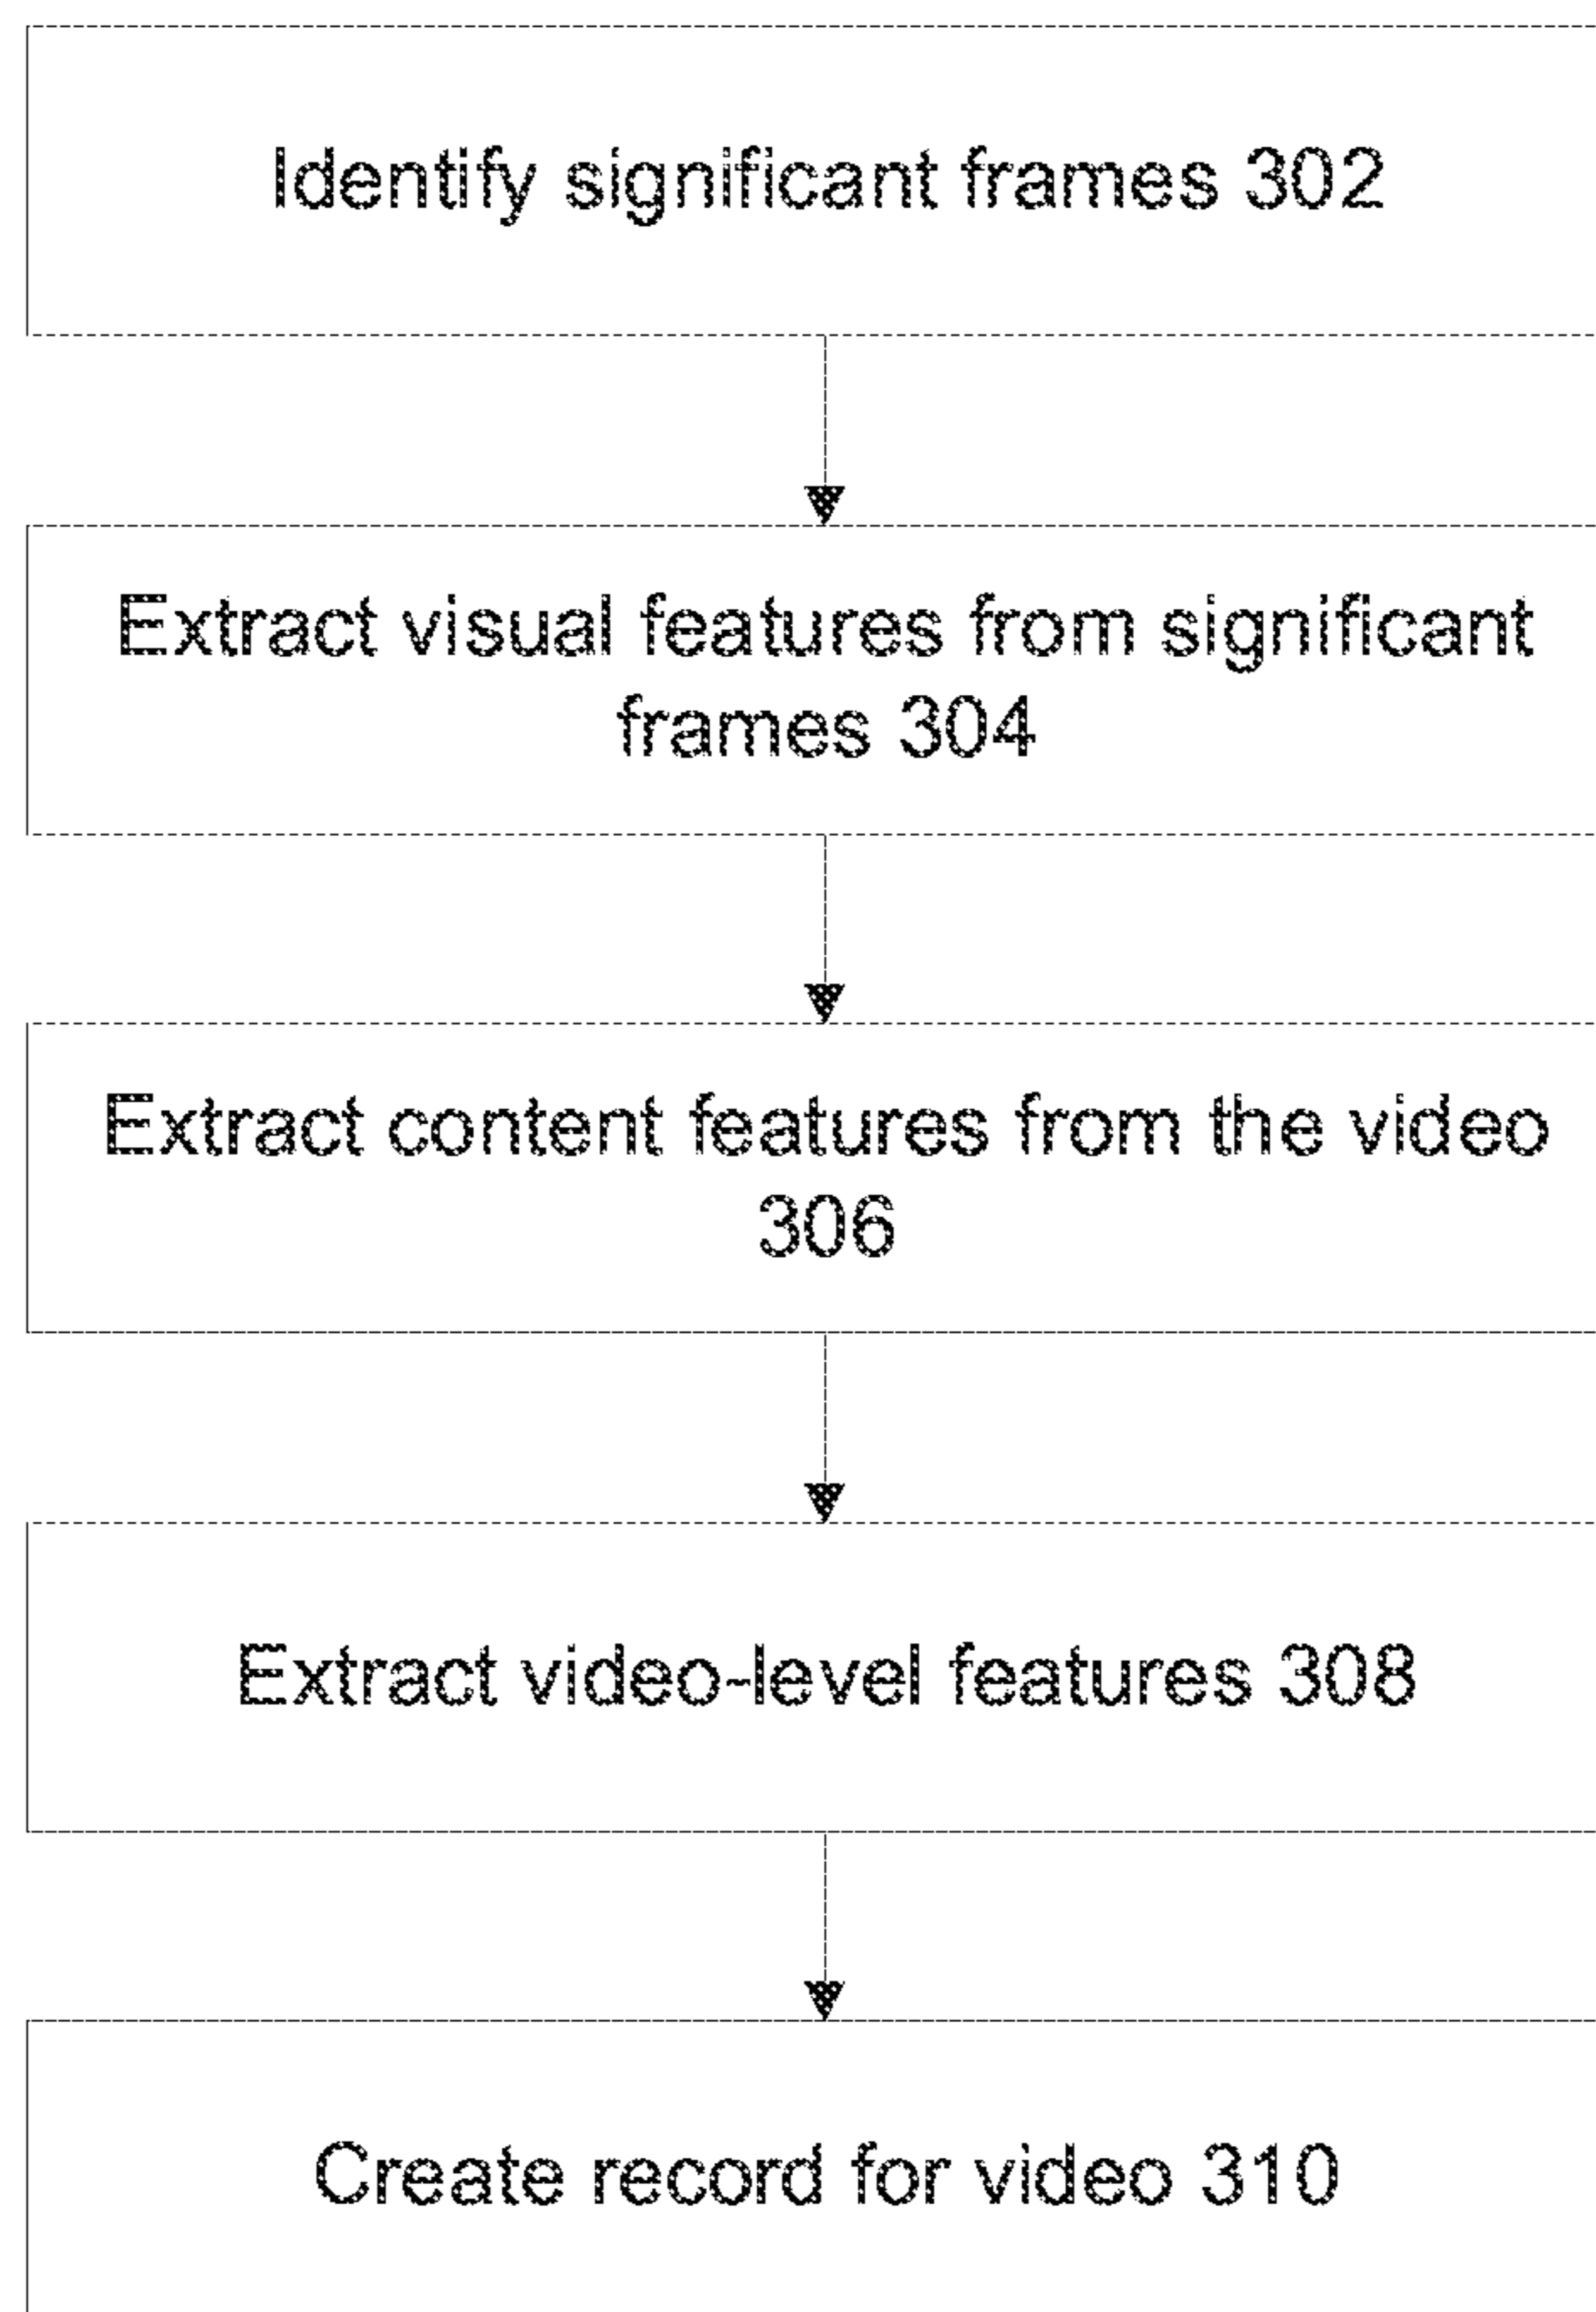 Identify significant frames 302
Extract visual features from significant
frames 304
Extract content features from the video
306
Extract video-level features 308
Create record for video 310